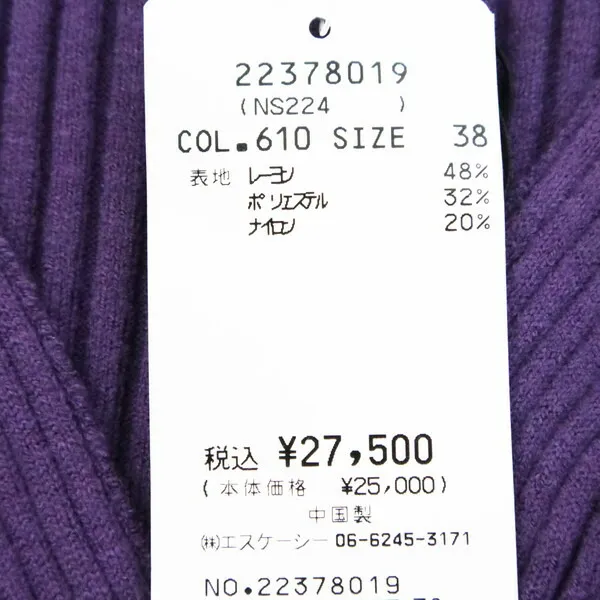 22378019
(NS224 )
COL.610 SIZE 38
表地 レーヨン 48%
ポリエステル 32%
ナイロン 20%
税込 ¥27,500
(本体価格 ¥25,000)
中国製
㈱エスケーシー 06-6245-3171
NO.22378019